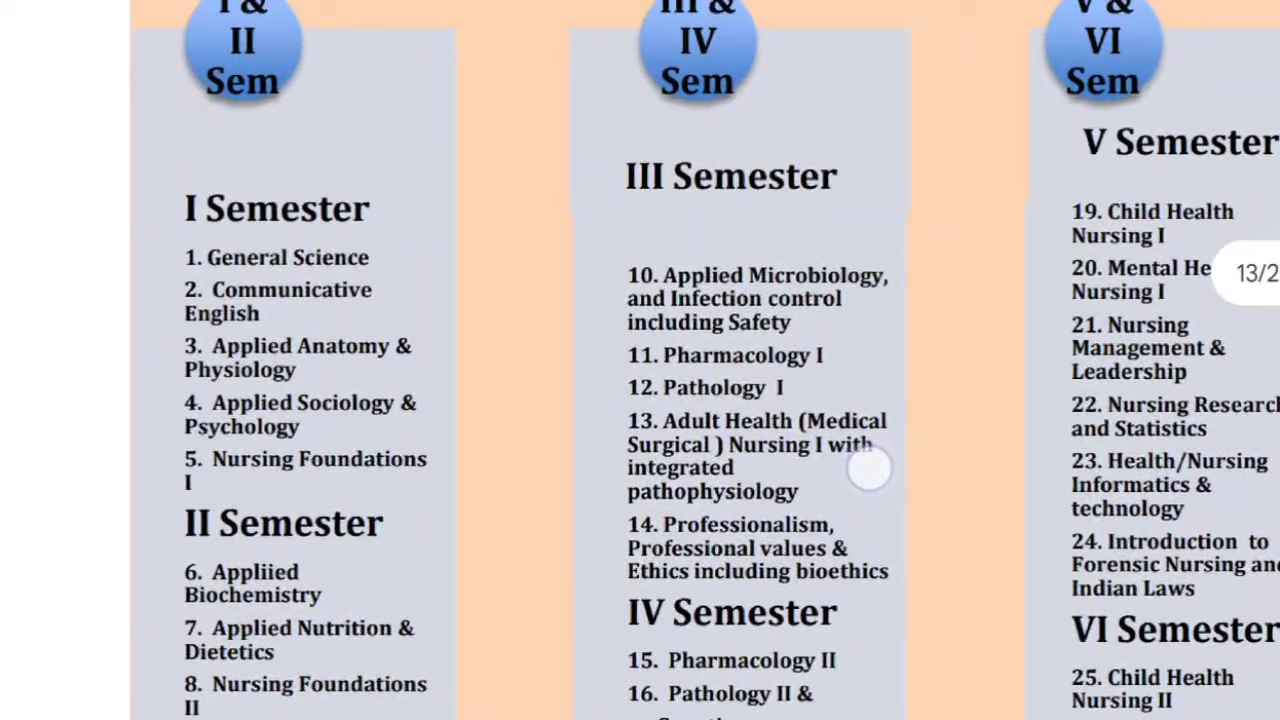 I &
II
Sem
I Semester
1. General Science
2. Communicative
English
3. Applied Anatomy &
Physiology
4. Applied Sociology &
Psychology
5. Nursing Foundations
I
II Semester
6. Appliied
Biochemistry
7. Applied Nutrition &
Dietetics
8. Nursing Foundations
II
III &
IV
Sem
III Semester
10. Applied Microbiology,
and Infection control
including Safety
11. Pharmacology I
12. Pathology I
13. Adult Health (Medical
Surgical ) Nursing I with
integrated
pathophysiology
14. Professionalism,
Professional values &
Ethics including bioethics
IV Semester
15. Pharmacology II
16. Pathology II &
V &
VI
Sem
V Semester
19. Child Health
Nursing I
20. Mental He
Nursing I
21. Nursing
Management &
Leadership
22. Nursing Research
and Statistics
23. Health/Nursing
Informatics &
technology
24. Introduction to
Forensic Nursing and
Indian Laws
VI Semester
25. Child Health
Nursing II
13/2